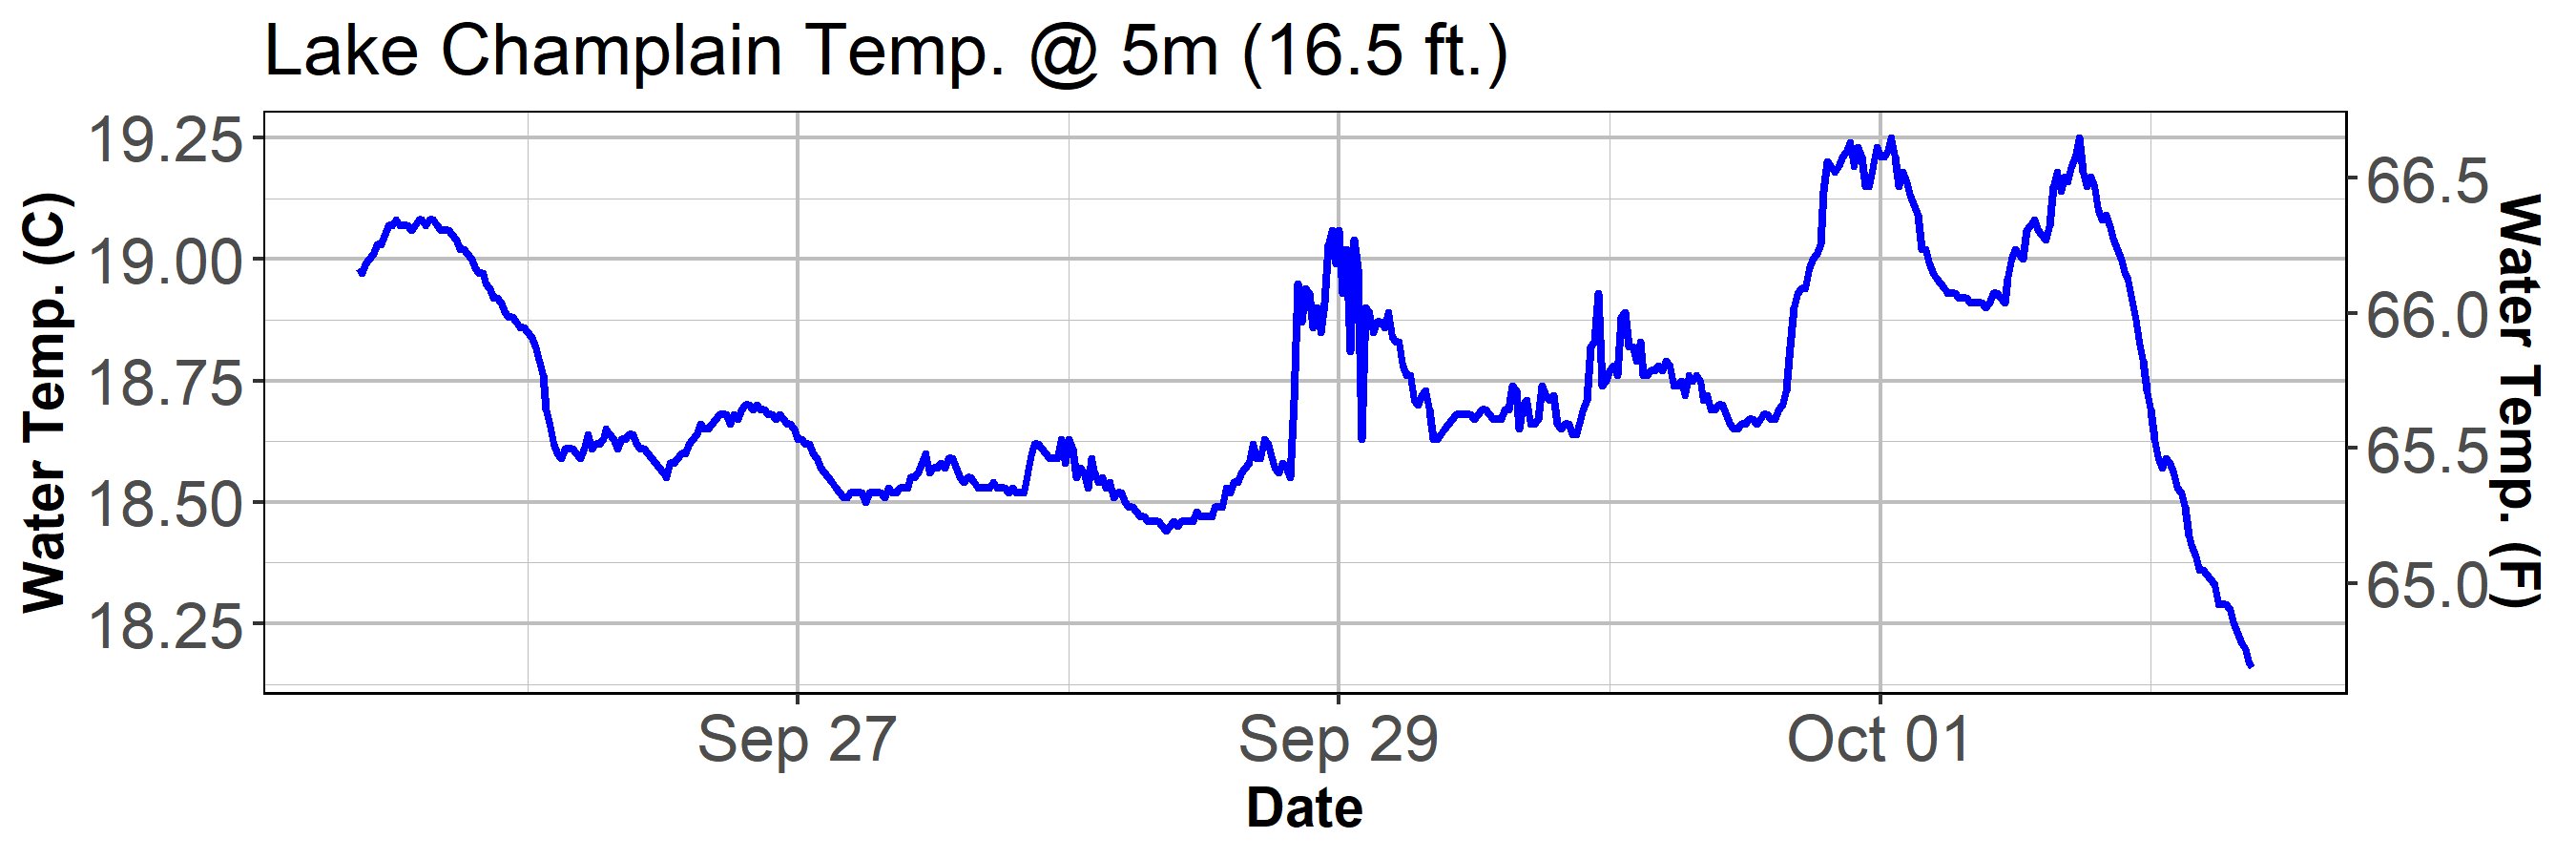 Lake Champlain Temp. @ 5m (16.5 ft.)
Water Temp. (C)
19.25
19.00
18.75
18.50
18.25
66.5
66.0
65.5
65.0
Water Temp. (F)
Sep 27
Sep 29
Oct 01
Date